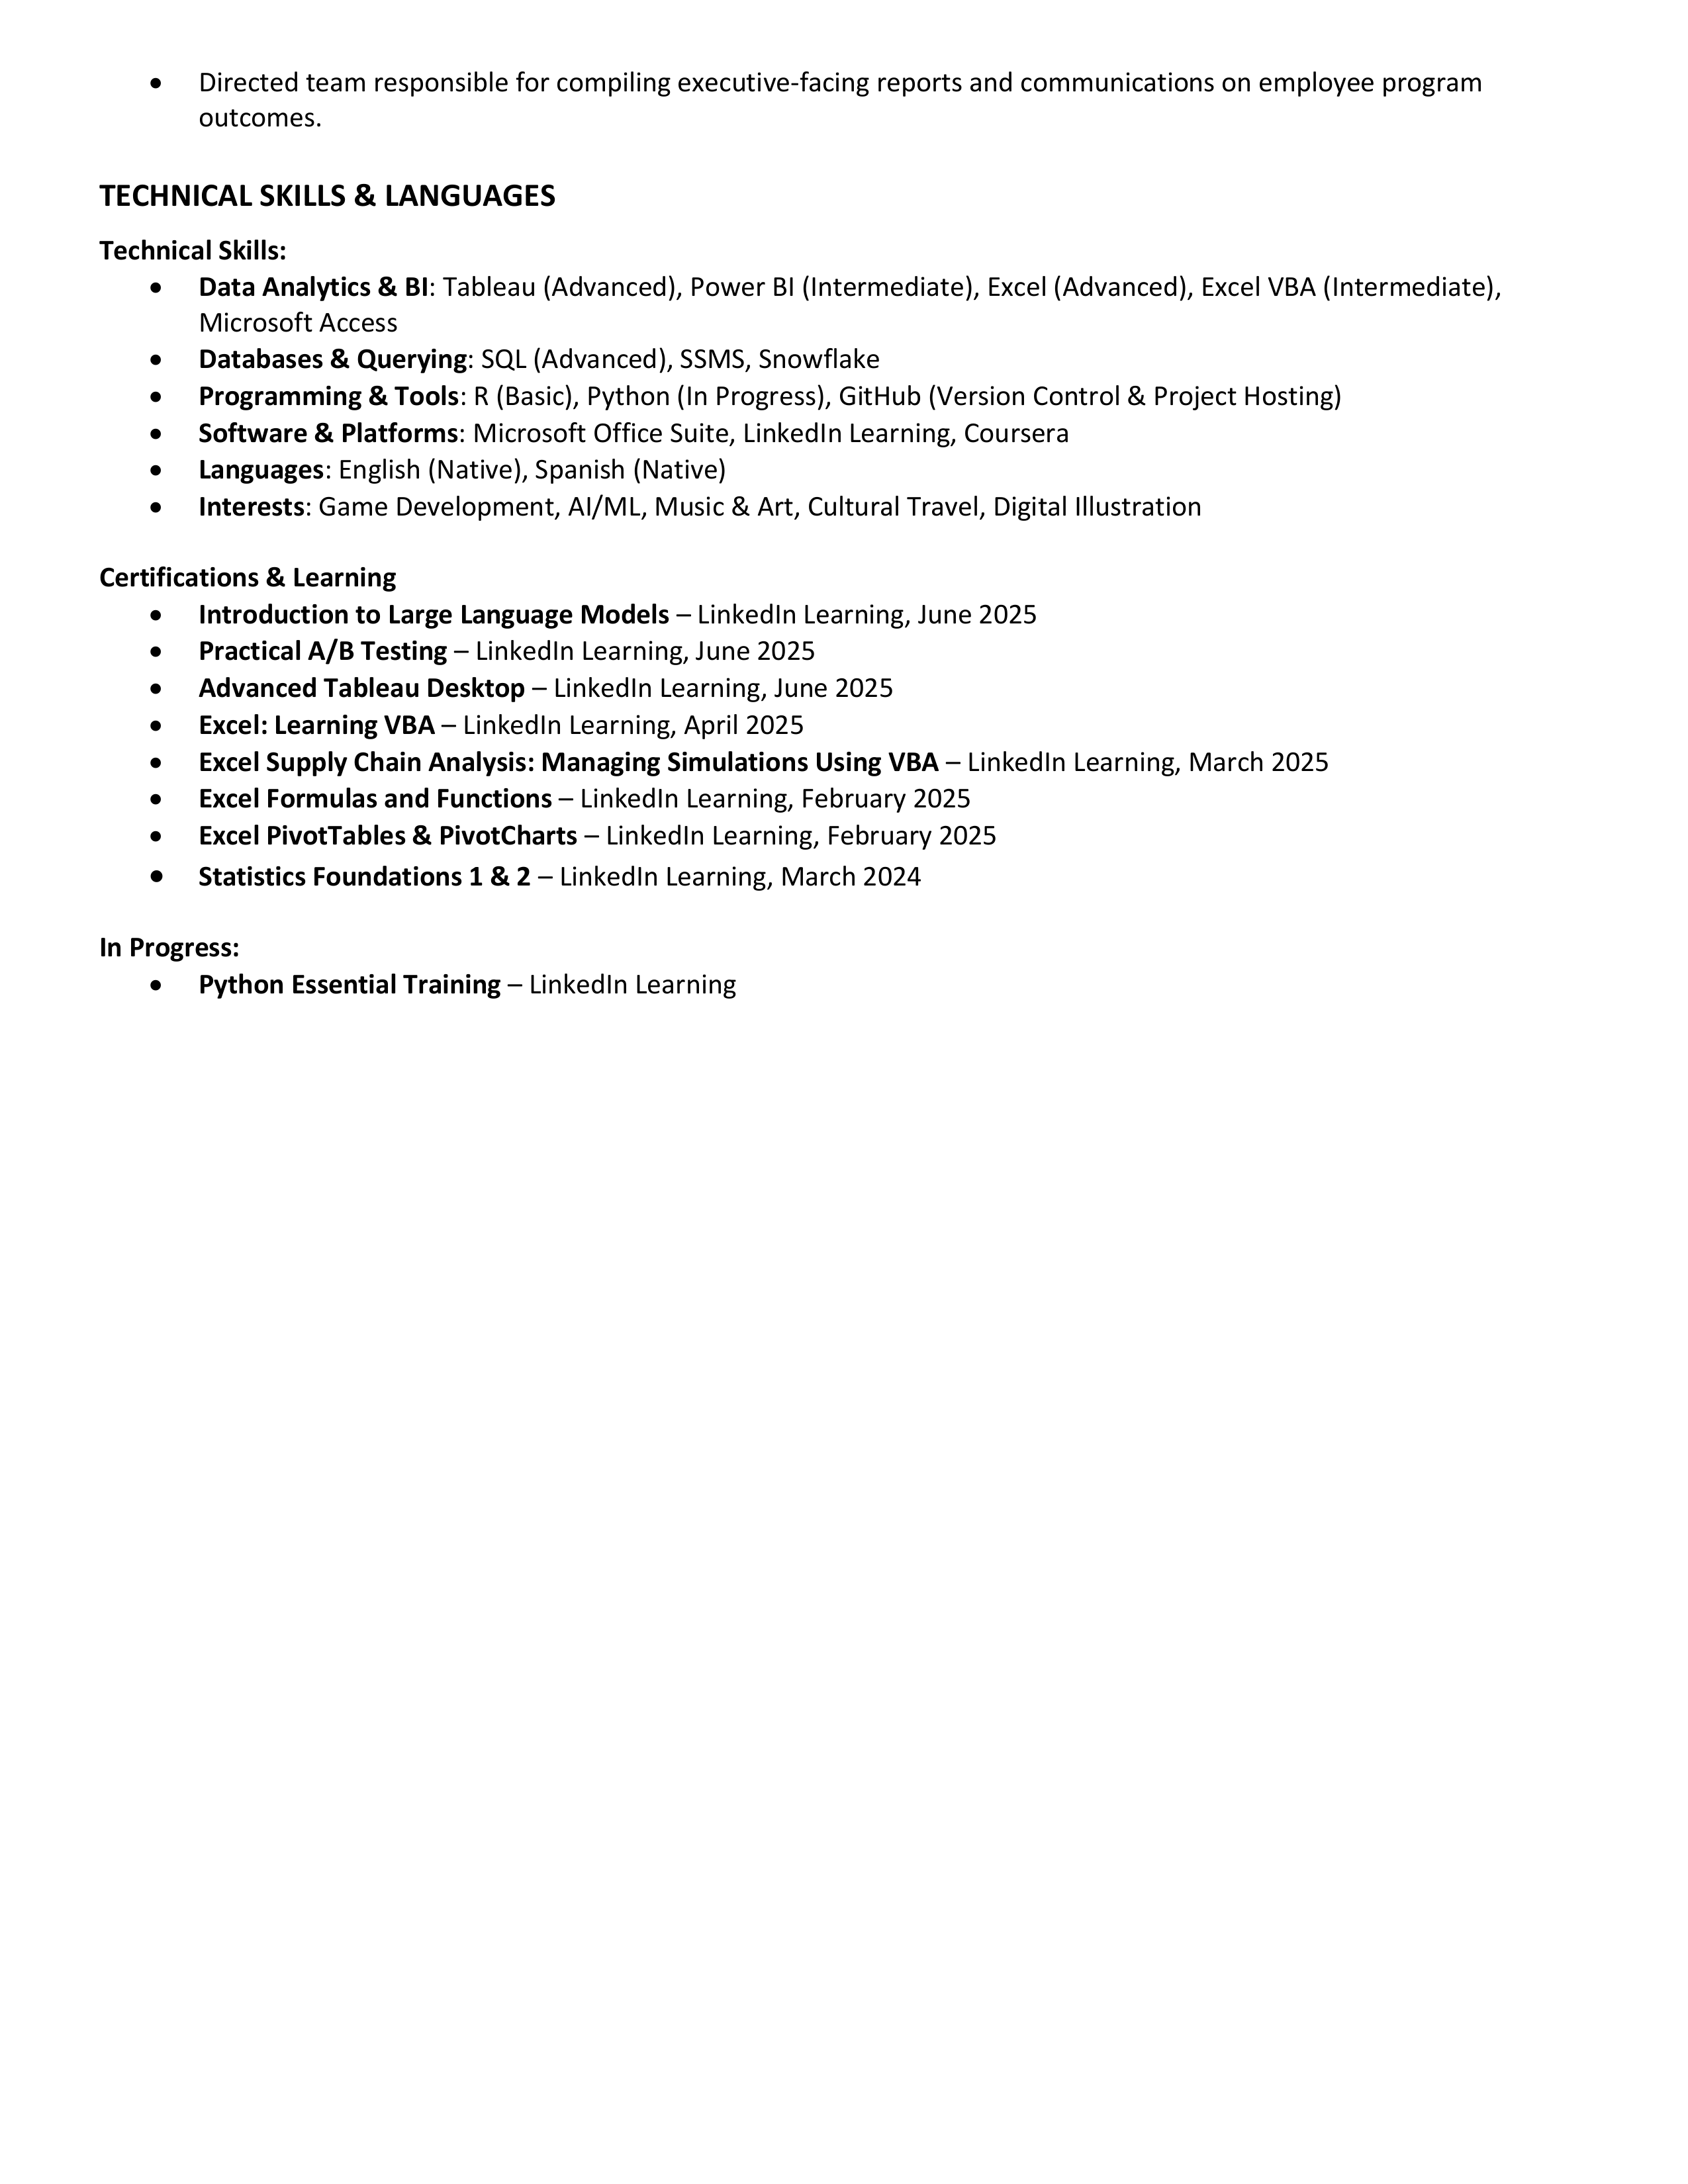 • Directed team responsible for compiling executive-facing reports and communications on employee program
outcomes.
TECHNICAL SKILLS & LANGUAGES
Technical Skills:
• Data Analytics & BI: Tableau (Advanced), Power BI (Intermediate), Excel (Advanced), Excel VBA (Intermediate),
Microsoft Access
• Databases & Querying: SQL (Advanced), SSMS, Snowflake
• Programming & Tools: R (Basic), Python (In Progress), GitHub (Version Control & Project Hosting)
• Software & Platforms: Microsoft Office Suite, LinkedIn Learning, Coursera
• Languages: English (Native), Spanish (Native)
• Interests: Game Development, AI/ML, Music & Art, Cultural Travel, Digital Illustration
Certifications & Learning
• Introduction to Large Language Models – LinkedIn Learning, June 2025
• Practical A/B Testing – LinkedIn Learning, June 2025
• Advanced Tableau Desktop – LinkedIn Learning, June 2025
• Excel: Learning VBA – LinkedIn Learning, April 2025
• Excel Supply Chain Analysis: Managing Simulations Using VBA – LinkedIn Learning, March 2025
• Excel Formulas and Functions – LinkedIn Learning, February 2025
• Excel PivotTables & PivotCharts – LinkedIn Learning, February 2025
• Statistics Foundations 1 & 2 – LinkedIn Learning, March 2024
In Progress:
• Python Essential Training – LinkedIn Learning